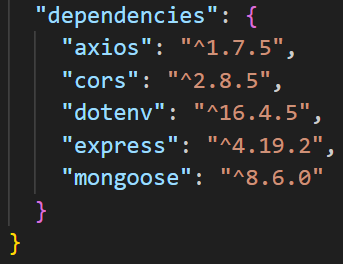 "dependencies": {
"axios": "^1.7.5",
"cors": "^2.8.5",
"dotenv": "^16.4.5",
"express": "^4.19.2",
"mongoose": "^8.6.0"
}
}